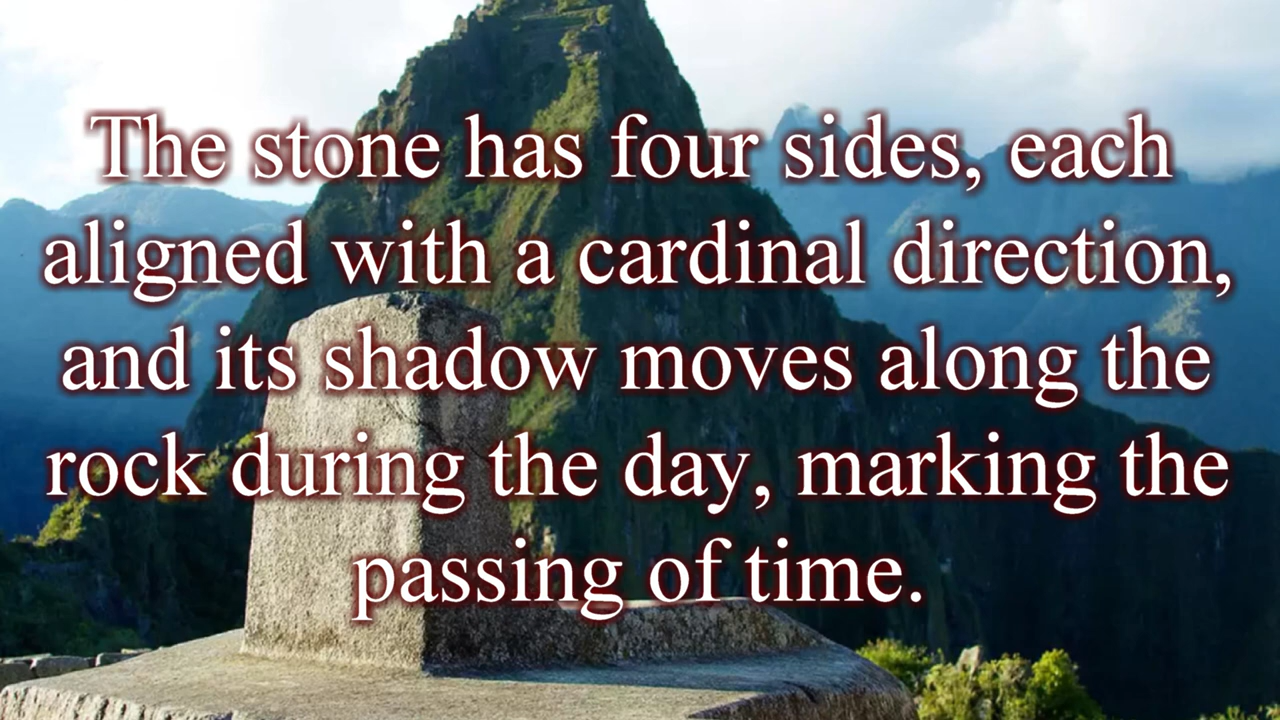 The stone has four sides, each
aligned with a cardinal direction,
and its shadow moves along the
rock during the day, marking the
passing of time.